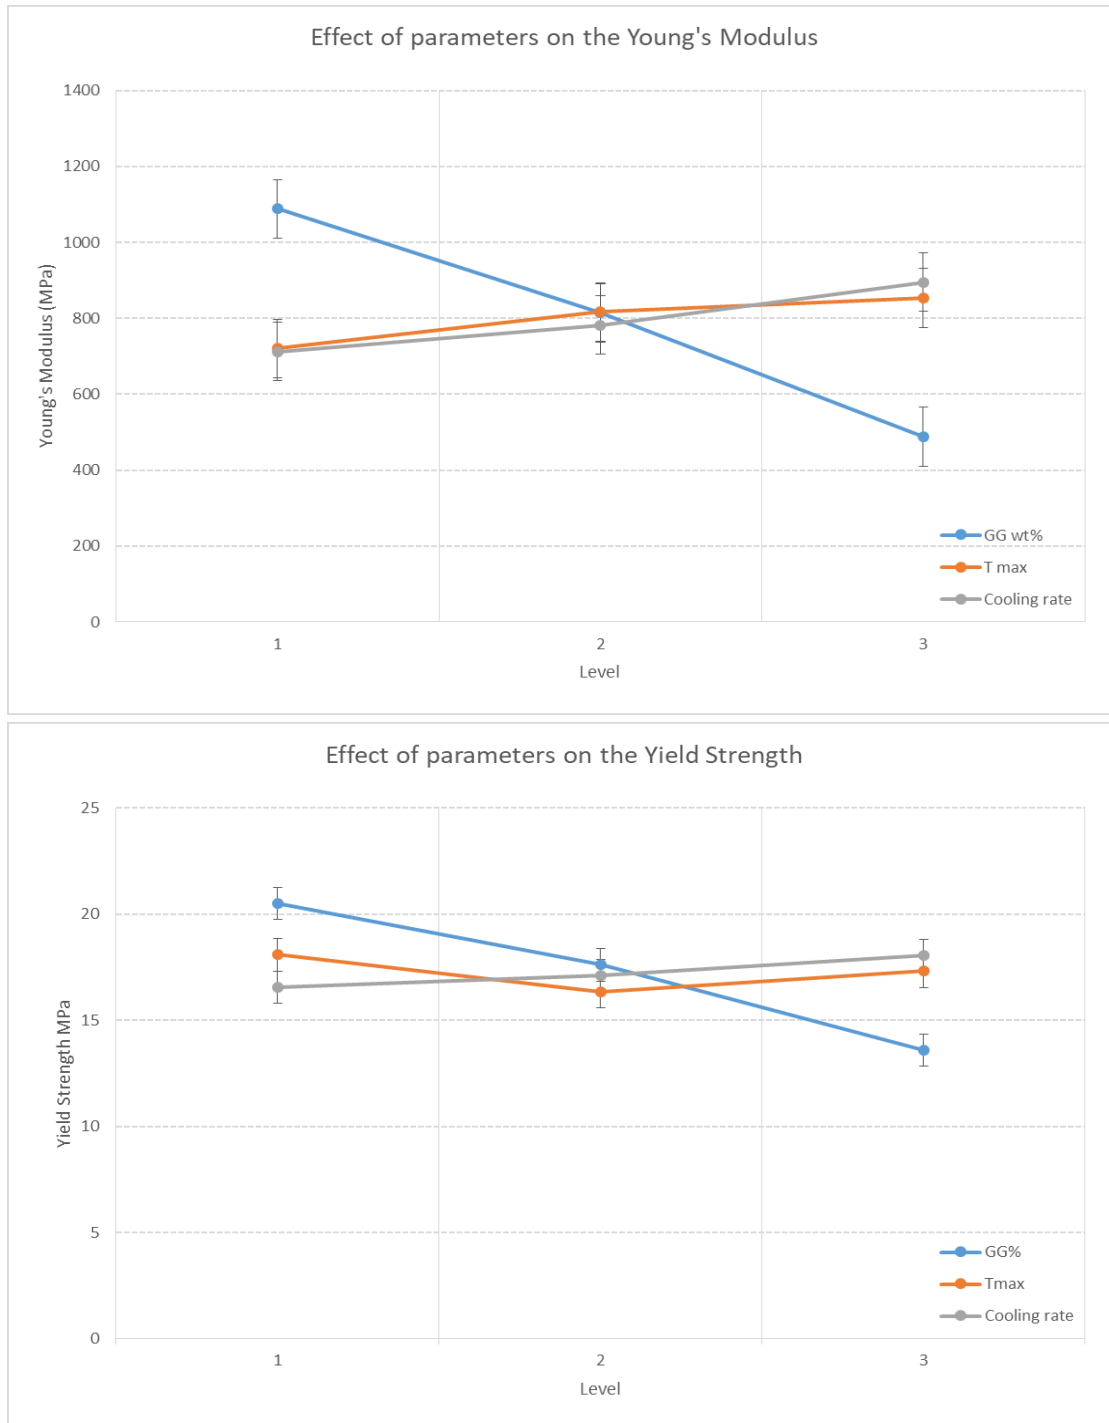 Effect of parameters on the Young's Modulus
1400
1200
1000
800
600
400
200
0
Young's Modulus (MPa)
GG wt%
T max
Cooling rate
1 2 3
Level
Effect of parameters on the Yield Strength
25
20
15
10
5
0
Yield Strength MPa
GG%
Tmax
Cooling rate
1 2 3
Level